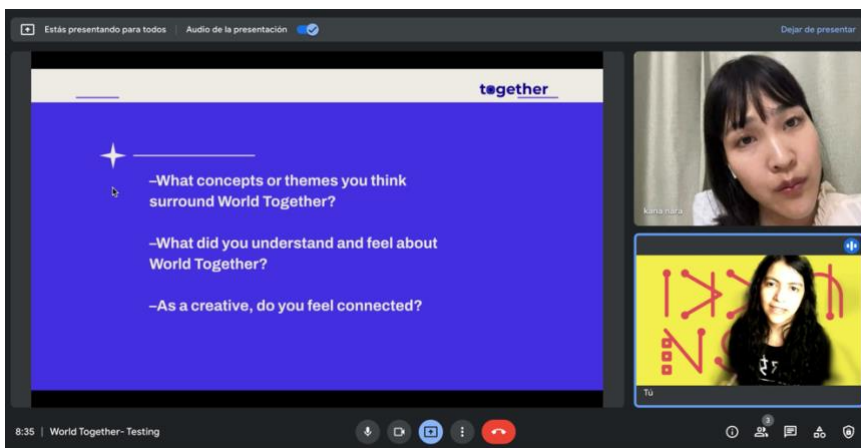 Estás presentando para todos
Audio de la presentación
Dejar de presentar
together
–What concepts or themes you think
surround World Together?
–What did you understand and feel about
World Together?
–As a creative, do you feel connected?
kana nara
Tú
8:35 | World Together- Testing
3